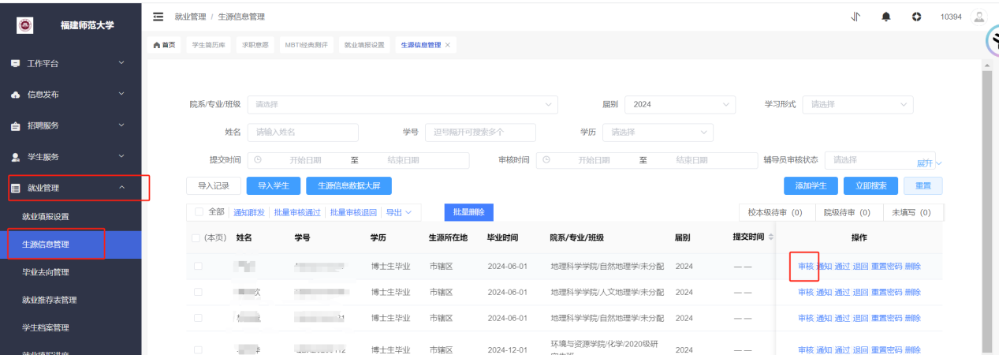 福建师范大学
就业管理 / 生源信息管理
10394
首页 学生简历库 求职意愿 MBTI经典测评 就业填报设置 生源信息管理 ×
工作平台
信息发布
招聘服务
学生服务
就业管理
就业填报设置
生源信息管理
毕业去向管理
就业推荐表管理
学生档案管理
就业填报进度
院系/专业/班级 请选择 届别 2024 学习形式 请选择
姓名 请输入姓名 学号 逗号隔开可搜索多个 学历 请选择
提交时间 开始日期 至 结束日期 审核时间 开始日期 至 结束日期 辅导员审核状态 请选择 展开
导入记录 导入学生 生源信息数据大屏 添加学生 立即搜索 重置
全部 通知群发 批量审核通过 批量审核退回 导出 批量删除 校本级待审（0） 院级待审（0） 未填写（0）
(本页) 姓名 学号 学历 生源所在地 毕业时间 院系/专业/班级 届别 提交时间 操作
博士生毕业 市辖区 2024-06-01 地理科学学院/自然地理学/未分配 2024 — — 审核 通知 通过 退回 重置密码 删除
博士生毕业 市辖区 2024-06-01 地理科学学院/人文地理学/未分配 2024 — — 审核 通知 通过 退回 重置密码 删除
博士生毕业 市辖区 2024-06-01 地理科学学院/自然地理学/未分配 2024 — — 审核 通知 通过 退回 重置密码 删除
博士生毕业 市辖区 2024-12-01 环境与资源学院/化学/2020级研 2024 — — 审核 通知 通过 退回 重置密码 删除